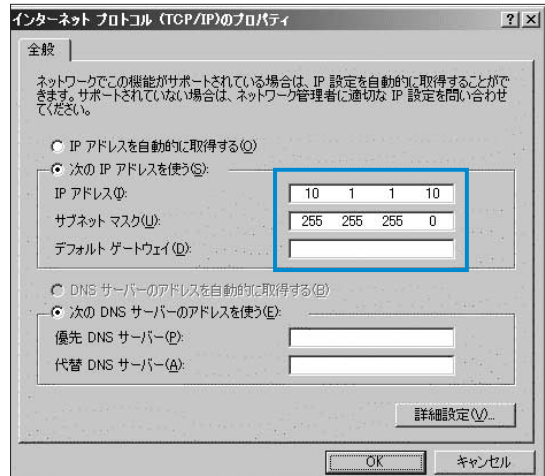 インターネット プロトコル (TCP/IP)のプロパティ
全般
ネットワークでこの機能がサポートされている場合は、IP 設定を自動的に取得することがで
きます。サポートされていない場合は、ネットワーク管理者に適切な IP 設定を問い合わせ
てください。
IP アドレスを自動的に取得する(O)
次の IP アドレスを使う(S):
IP アドレス(I): 10 1 1 10
サブネット マスク(U): 255 255 255 0
デフォルト ゲートウェイ(D):
DNS サーバーのアドレスを自動的に取得する(B)
次の DNS サーバーのアドレスを使う(E):
優先 DNS サーバー(P):
代替 DNS サーバー(A):
詳細設定(V)...
OK キャンセル